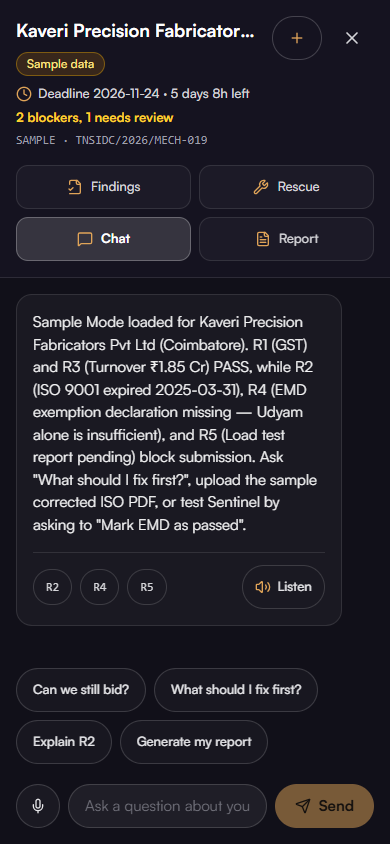 Kaveri Precision Fabricator...
Sample data
Deadline 2026-11-24 · 5 days 8h left
2 blockers, 1 needs review
SAMPLE · TNSIDC/2026/MECH-019
Findings
Rescue
Chat
Report
Sample Mode loaded for Kaveri Precision
Fabricators Pvt Ltd (Coimbatore). R1 (GST)
and R3 (Turnover ₹1.85 Cr) PASS, while R2
(ISO 9001 expired 2025-03-31), R4 (EMD
exemption declaration missing — Udyam
alone is insufficient), and R5 (Load test
report pending) block submission. Ask
"What should I fix first?", upload the sample
corrected ISO PDF, or test Sentinel by
asking to "Mark EMD as passed".
R2
R4
R5
Listen
Can we still bid?
What should I fix first?
Explain R2
Generate my report
Ask a question about you
Send